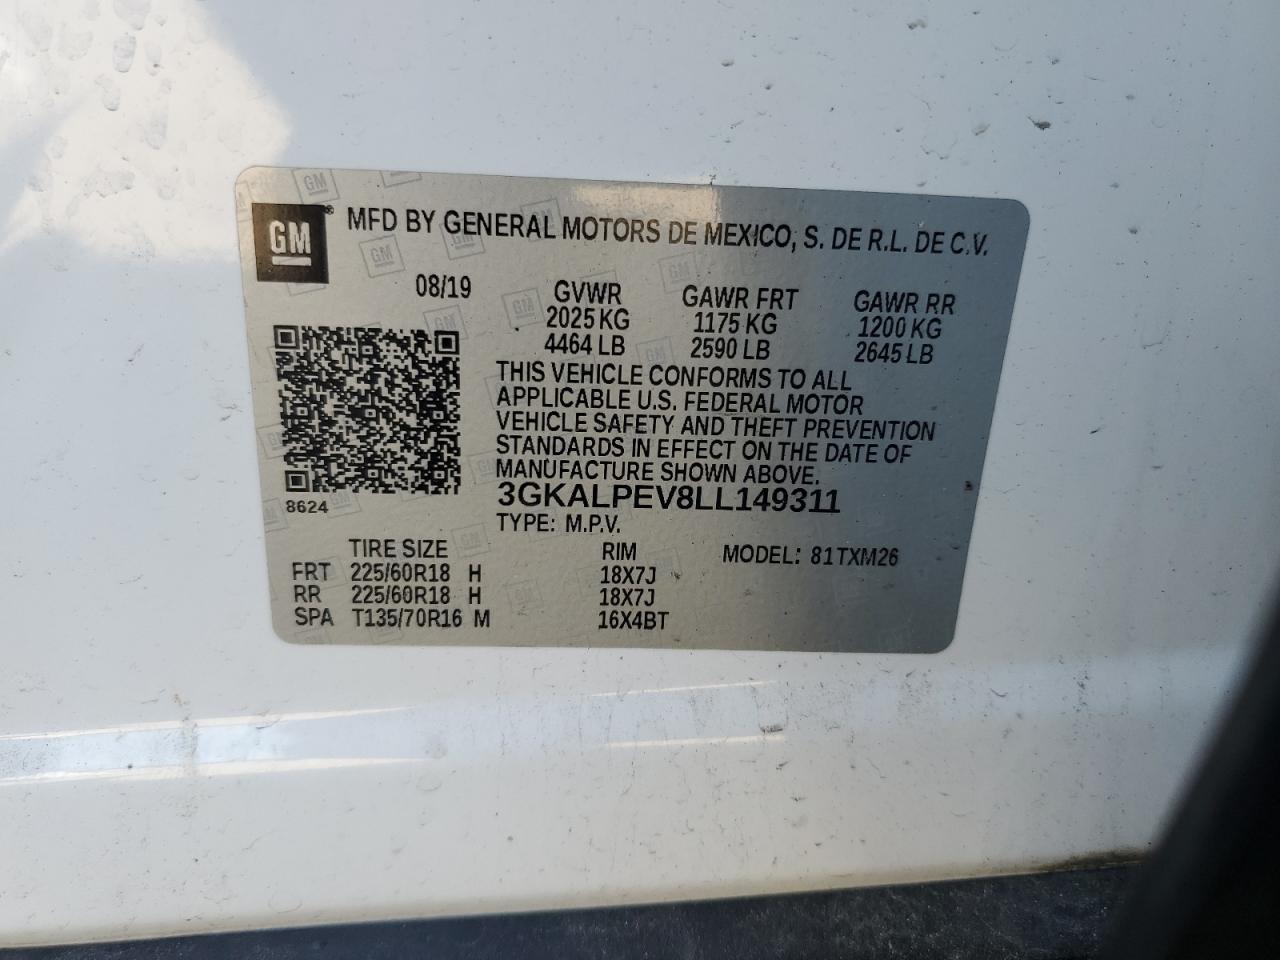 GM ® MFD BY GENERAL MOTORS DE MEXICO, S. DE R.L. DE C.V.
08/19 GVWR GAWR FRT GAWR RR
2025 KG 1175 KG 1200 KG
4464 LB 2590 LB 2645 LB
THIS VEHICLE CONFORMS TO ALL
APPLICABLE U.S. FEDERAL MOTOR
VEHICLE SAFETY AND THEFT PREVENTION
STANDARDS IN EFFECT ON THE DATE OF
MANUFACTURE SHOWN ABOVE.
8624 3GKALPEV8LL149311
TYPE: M.P.V.
TIRE SIZE RIM MODEL: 81TXM26
FRT 225/60R18 H 18X7J
RR 225/60R18 H 18X7J
SPA T135/70R16 M 16X4BT